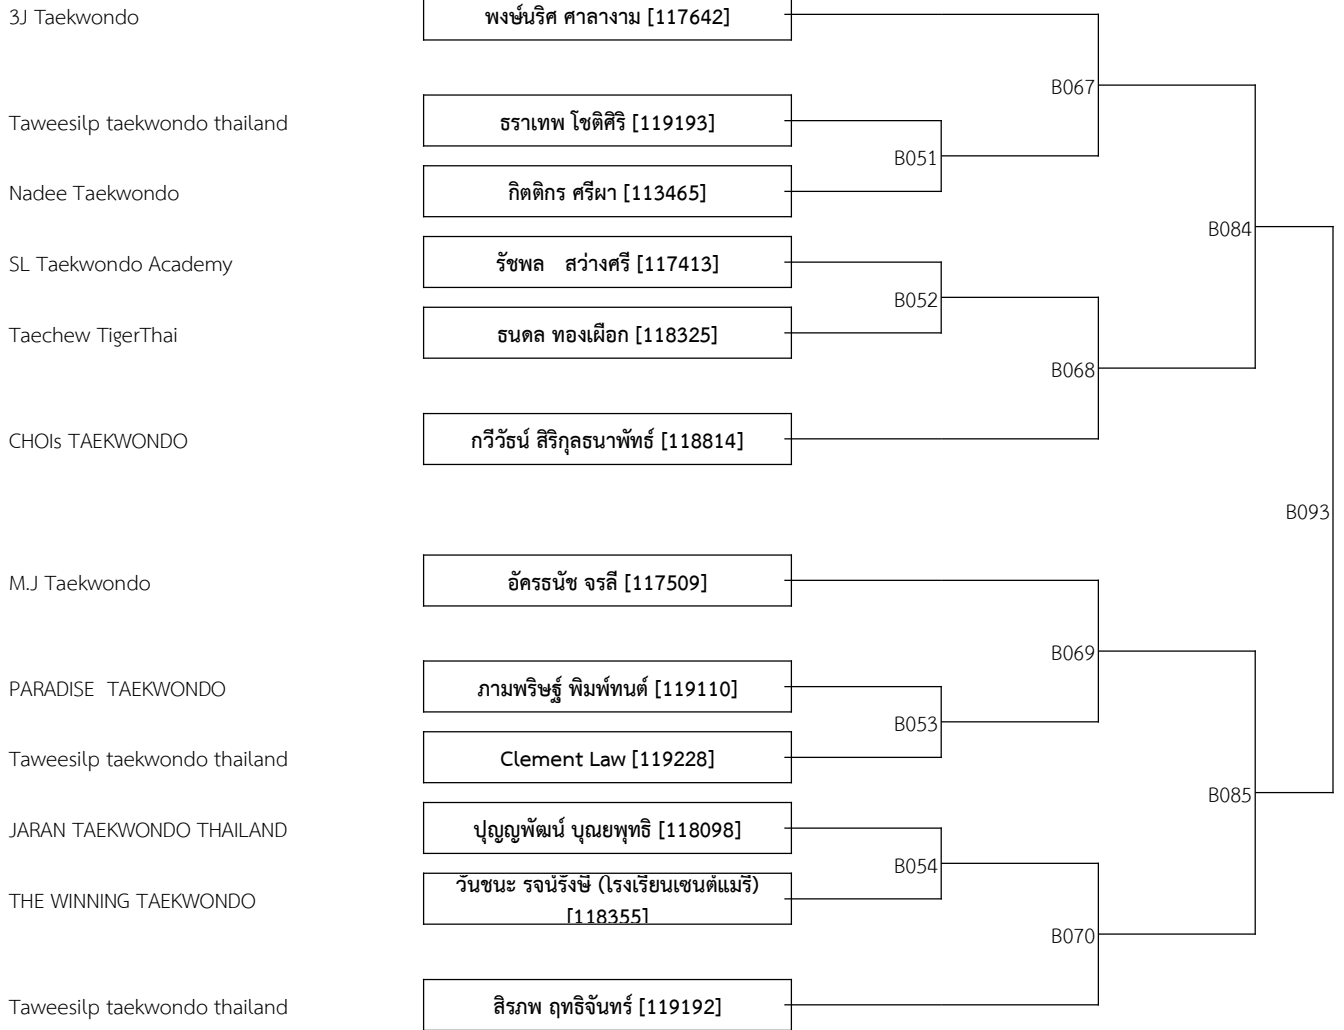 3J Taekwondo
พงษ์นริศ ศาลางาม [117642]
B067
Taweesilp taekwondo thailand
ธราเทพ โชติศิริ [119193]
B051
Nadee Taekwondo
กิตติกร ศรีผา [113465]
B084
SL Taekwondo Academy
รัชพล   สว่างศรี [117413]
B052
Taechew TigerThai
ธนดล ทองเผือก [118325]
B068
CHOIs TAEKWONDO
กวีวัธน์ สิริกุลธนาพัทธ์ [118814]
B093
M.J Taekwondo
อัครธนัช จรลี [117509]
B069
PARADISE  TAEKWONDO
ภามพริษฐ์ พิมพ์ทนต์ [119110]
B053
Taweesilp taekwondo thailand
Clement Law [119228]
B085
JARAN TAEKWONDO THAILAND
ปุญญพัฒน์ บุณยพุทธิ [118098]
B054
THE WINNING TAEKWONDO
วันชนะ รจน์รังษี (โรงเรียนเซนต์แมรี่)
[118355]
B070
Taweesilp taekwondo thailand
สิรภพ ฤทธิจันทร์ [119192]